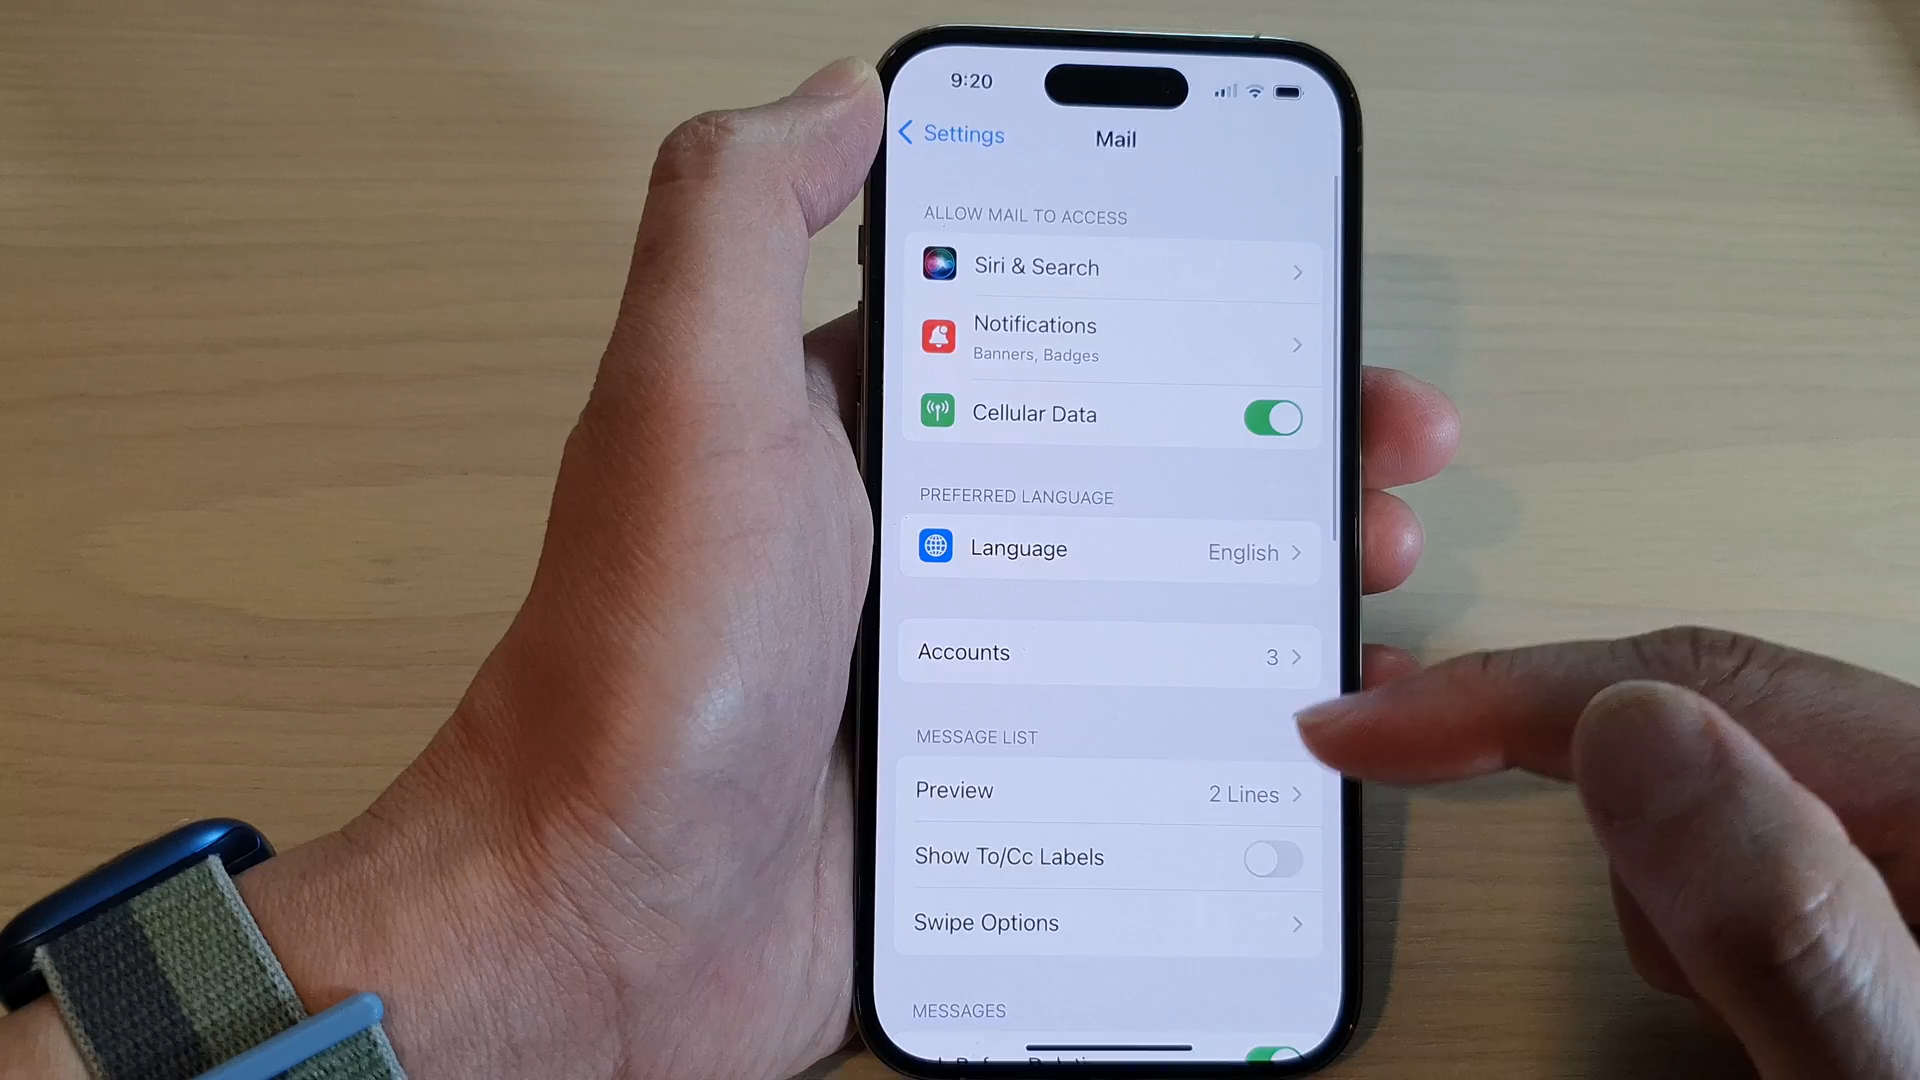 9:20
Settings
Mail
ALLOW MAIL TO ACCESS
Siri & Search
Notifications
Banners, Badges
Cellular Data
PREFERRED LANGUAGE
Language English
Accounts 3
MESSAGE LIST
Preview 2 Lines
Show To/Cc Labels
Swipe Options
MESSAGES